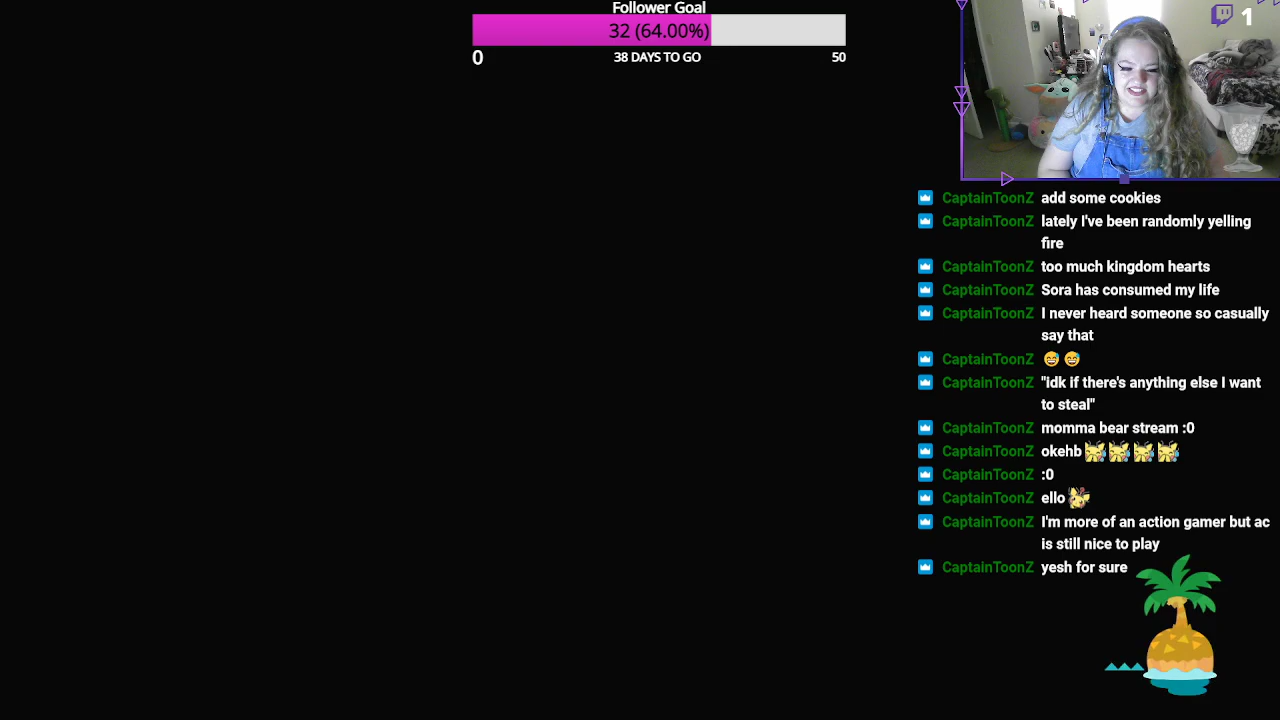 Follower Goal
32 (64.00%)
0
38 DAYS TO GO
50
1
CaptainToonZ add some cookies
CaptainToonZ lately I've been randomly yelling
fire
CaptainToonZ too much kingdom hearts
CaptainToonZ Sora has consumed my life
CaptainToonZ I never heard someone so casually
say that
CaptainToonZ 😅 😅
CaptainToonZ "idk if there's anything else I want
to steal"
CaptainToonZ momma bear stream :0
CaptainToonZ okehb
CaptainToonZ :0
CaptainToonZ ello
CaptainToonZ I'm more of an action gamer but ac
is still nice to play
CaptainToonZ yesh for sure